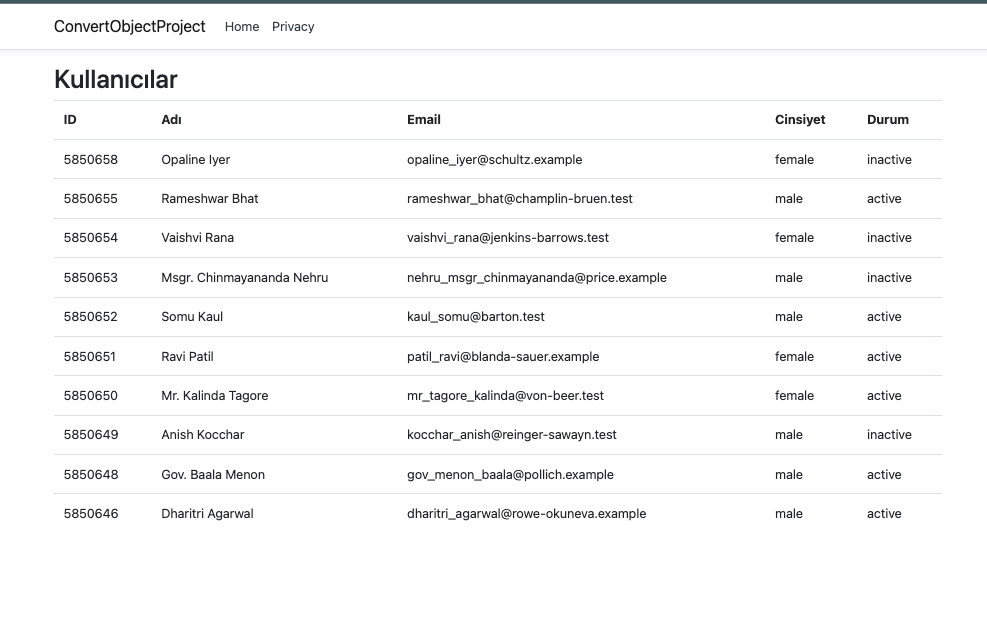 ConvertObjectProject Home Privacy
Kullanıcılar
ID Adı Email Cinsiyet Durum
5850658 Opaline Iyer opaline_iyer@schultz.example female inactive
5850655 Rameshwar Bhat rameshwar_bhat@champlin-bruen.test male active
5850654 Vaishvi Rana vaishvi_rana@jenkins-barrows.test female inactive
5850653 Msgr. Chinmayananda Nehru nehru_msgr_chinmayananda@price.example male inactive
5850652 Somu Kaul kaul_somu@barton.test male active
5850651 Ravi Patil patil_ravi@blanda-sauer.example female active
5850650 Mr. Kalinda Tagore mr_tagore_kalinda@von-beer.test female active
5850649 Anish Kocchar kocchar_anish@reinger-sawayn.test male inactive
5850648 Gov. Baala Menon gov_menon_baala@pollich.example male active
5850646 Dharitri Agarwal dharitri_agarwal@rowe-okuneva.example male active